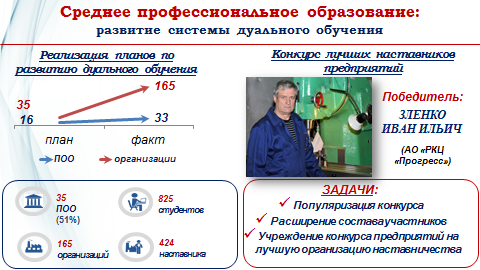 Среднее профессиональное образование:
развитие системы дуального обучения
Реализация планов по
развитию дуального обучения
165
35
16
33
план
факт
ПОО
организации
35
ПОО
(51%)
825
студентов
165
организаций
424
наставника
Конкурс лучших наставников
предприятий
Победитель:
ЗЛЕНКО
ИВАН ИЛЬИЧ
(АО «РКЦ
«Прогресс»)
ЗАДАЧИ:
Популяризация конкурса
Расширение состава участников
Учреждение конкурса предприятий на
лучшую организацию наставничества